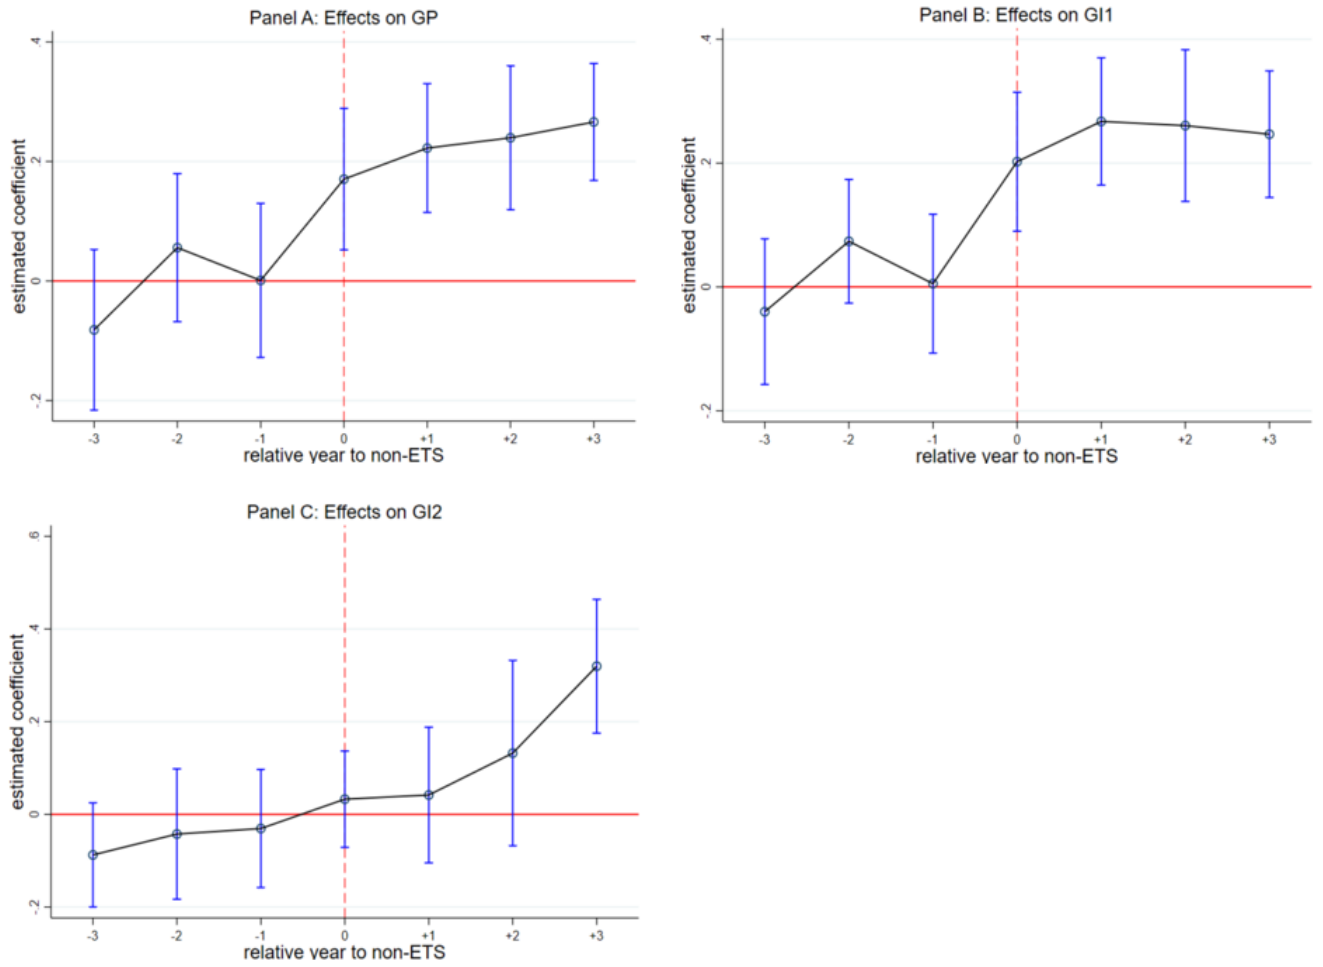 Panel A: Effects on GP
estimated coefficient
.4
.2
0
-.2
-3 -2 -1 0 +1 +2 +3
relative year to non-ETS
Panel B: Effects on GI1
estimated coefficient
.4
.2
0
-.2
-3 -2 -1 0 +1 +2 +3
relative year to non-ETS
Panel C: Effects on GI2
estimated coefficient
.6
.4
.2
0
-.2
-3 -2 -1 0 +1 +2 +3
relative year to non-ETS